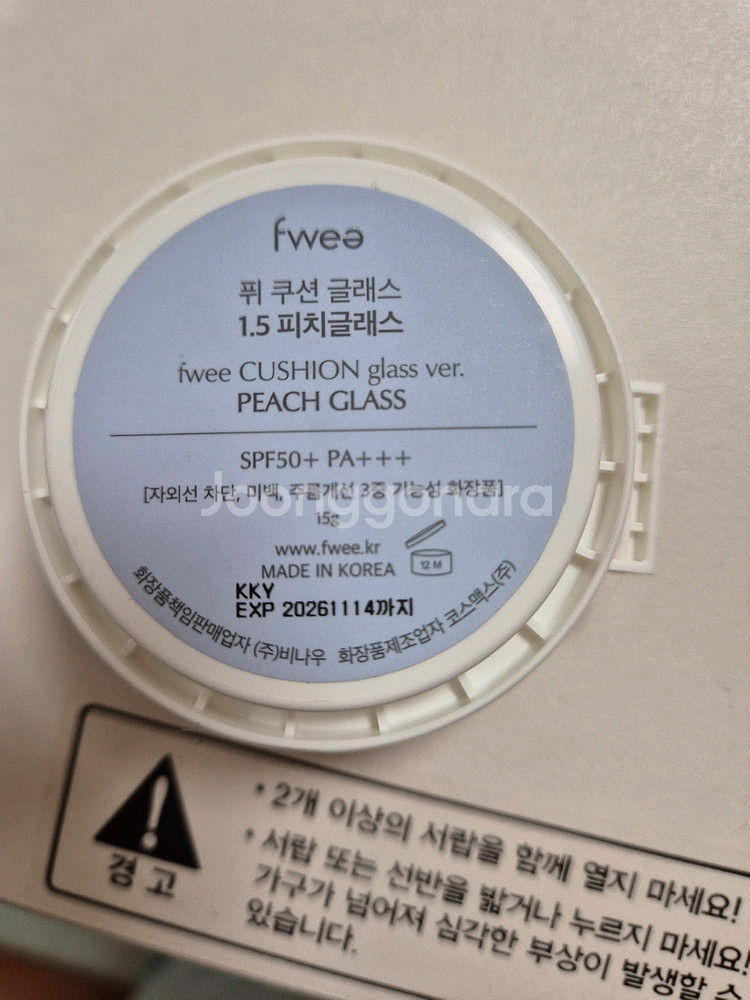 fwee
퓌 쿠션 글래스
1.5 피치글래스
fwee CUSHION glass ver.
PEACH GLASS
SPF50+ PA+++
[자외선 차단, 미백, 주름개선 3중 기능성 화장품]
Joonggonara
15g
www.fwee.kr
12 M
MADE IN KOREA
KKY
EXP 20261114까지
화장품책임판매업자 (주)비나우 화장품제조업자 코스맥스(주)
경고
* 2개 이상의 서랍을 함께 열지 마세요!
* 서랍 또는 선반을 밟거나 누르지 마세요!
가구가 넘어져 심각한 부상이 발생할 수
있습니다.